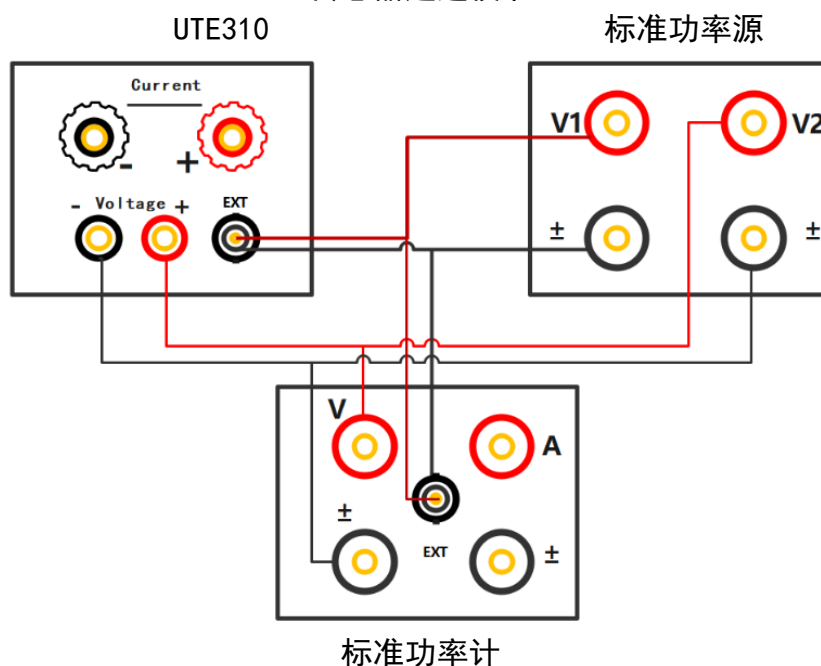 UTE310
标准功率源
Current
- +
- Voltage + EXT
V1
V2
±
±
V
A
±
EXT
±
标准功率计